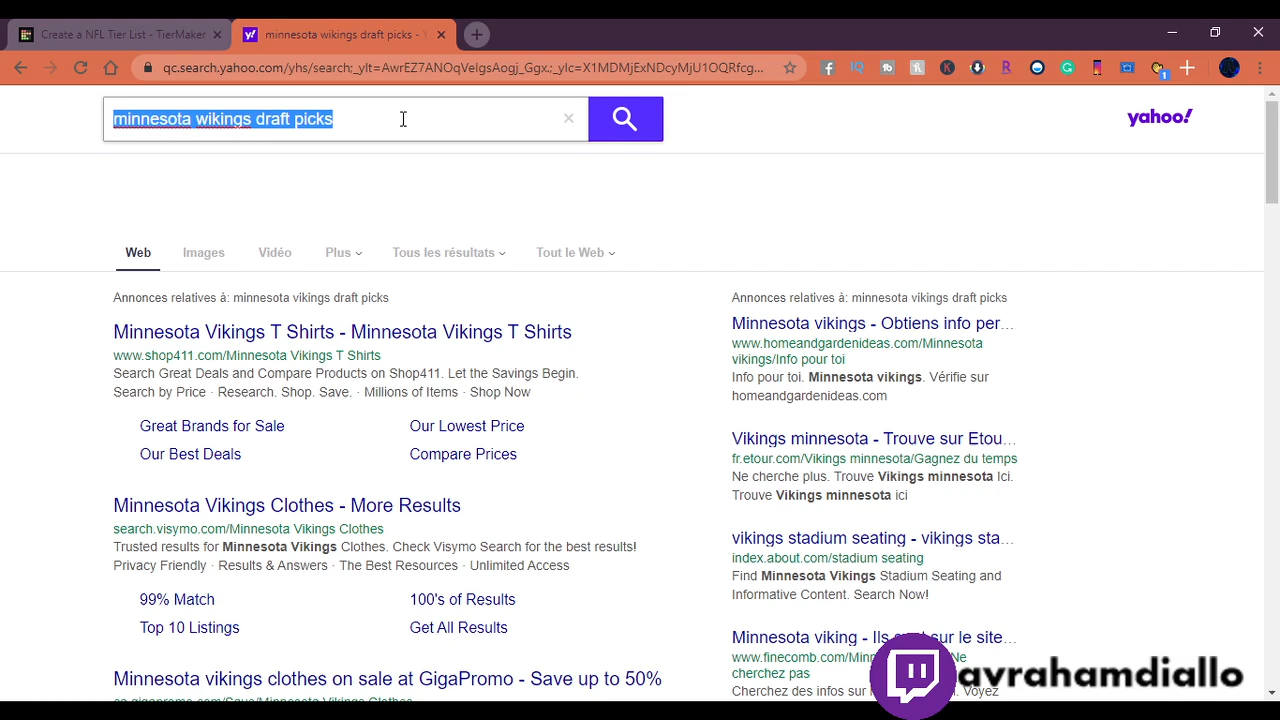 Create a NFL Tier List - TierMaker
minnesota wikings draft picks -
qc.search.yahoo.com/yhs/search;_ylt=AwrEZ7ANOqVelgsAogj_Ggx.;_ylc=X1MDMjExNDcyMjU1OQRfcg...
minnesota wikings draft picks
yahoo!
Web
Images
Vidéo
Plus
Tous les résultats
Tout le Web
Annonces relatives à: minnesota vikings draft picks
Minnesota Vikings T Shirts - Minnesota Vikings T Shirts
www.shop411.com/Minnesota Vikings T Shirts
Search Great Deals and Compare Products on Shop411. Let the Savings Begin.
Search by Price · Research. Shop. Save. · Millions of Items · Shop Now
Great Brands for Sale
Our Lowest Price
Our Best Deals
Compare Prices
Minnesota Vikings Clothes - More Results
search.visymo.com/Minnesota Vikings Clothes
Trusted results for Minnesota Vikings Clothes. Check Visymo Search for the best results!
Privacy Friendly · Results & Answers · The Best Resources · Unlimited Access
99% Match
100's of Results
Top 10 Listings
Get All Results
Minnesota vikings clothes on sale at GigaPromo - Save up to 50%
Annonces relatives à: minnesota vikings draft picks
Minnesota vikings - Obtiens info per...
www.homeandgardenideas.com/Minnesota
vikings/Info pour toi
Info pour toi. Minnesota vikings. Vérifie sur
homeandgardenideas.com
Vikings minnesota - Trouve sur Etou...
fr.etour.com/Vikings minnesota/Gagnez du temps
Ne cherche plus. Trouve Vikings minnesota Ici.
Trouve Vikings minnesota ici
vikings stadium seating - vikings sta...
index.about.com/stadium seating
Find Minnesota Vikings Stadium Seating and
Informative Content. Search Now!
Minnesota viking - Ils sont sur le site...
www.finecomb.com/Minn Ne
cherchez pas
Cherchez des infos sur Voyez
avrahamdiallo